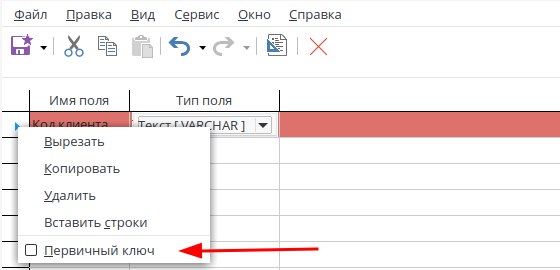 Файл Правка Вид Сервис Окно Справка
Имя поля Тип поля
Код клиента Текст [ VARCHAR ]
Вырезать
Копировать
Удалить
Вставить строки
Первичный ключ